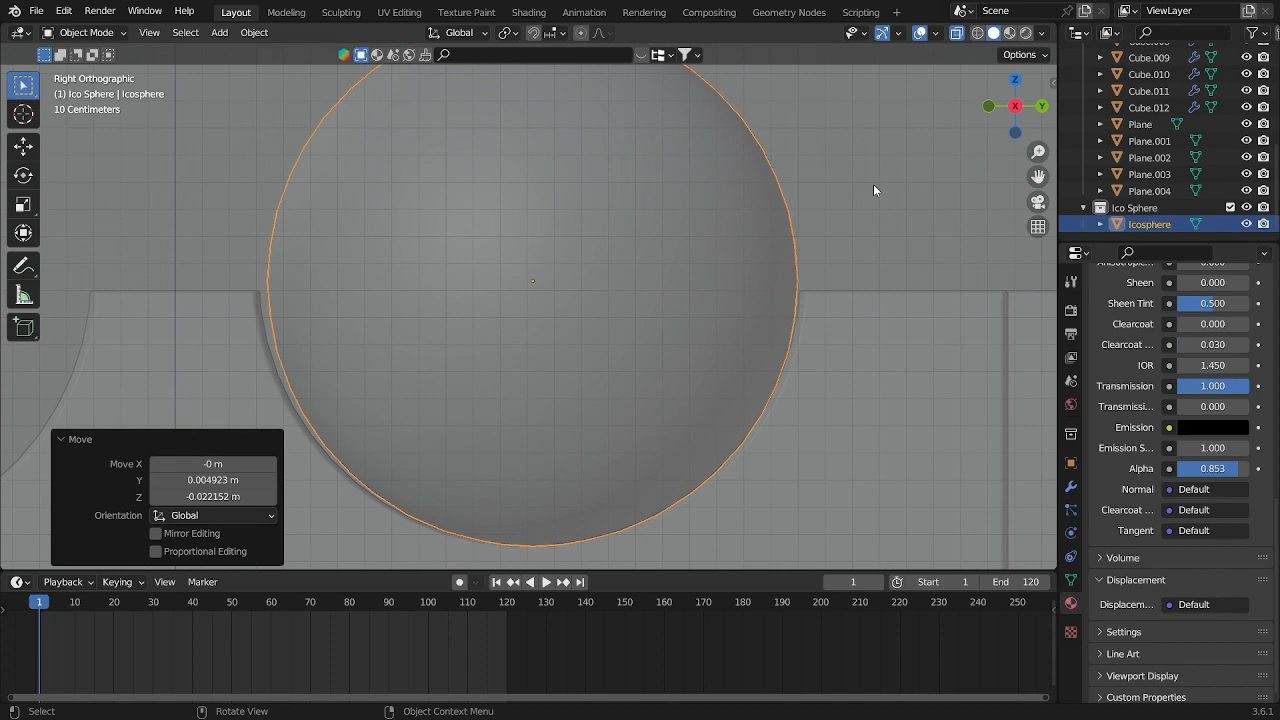 File Edit Render Window Help Layout Modeling Sculpting UV Editing Texture Paint Shading Animation Rendering Compositing Geometry Nodes Scripting + Scene ViewLayer
Object Mode View Select Add Object Global
Options
Right Orthographic
(1) Ico Sphere | Icosphere
10 Centimeters
Z
X
Y
Move
Move X -0 m
Y 0.004923 m
Z -0.022152 m
Orientation Global
Mirror Editing
Proportional Editing
Cube.009
Cube.010
Cube.011
Cube.012
Plane
Plane.001
Plane.002
Plane.003
Plane.004
Ico Sphere
Icosphere
Sheen 0.000
Sheen Tint 0.500
Clearcoat 0.000
Clearcoat ... 0.030
IOR 1.450
Transmission 1.000
Transmissi... 0.000
Emission
Emission S... 1.000
Alpha 0.853
Normal Default
Clearcoat ... Default
Tangent Default
Volume
Displacement
Displacem... Default
Settings
Line Art
Viewport Display
Custom Properties
Playback Keying View Marker 1 Start 1 End 120
1 10 20 30 40 50 60 70 80 90 100 110 120 130 140 150 160 170 180 190 200 210 220 230 240 250
Select Rotate View Object Context Menu 3.6.1